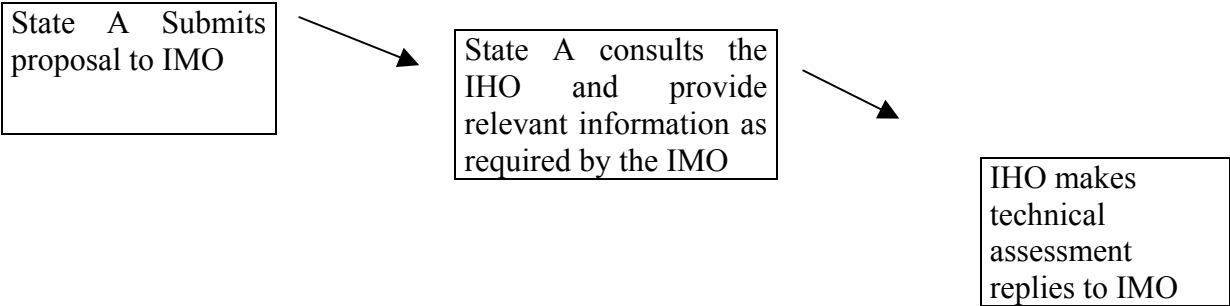 State A Submits
proposal to IMO
State A consults the
IHO and provide
relevant information as
required by the IMO
IHO makes
technical
assessment
replies to IMO